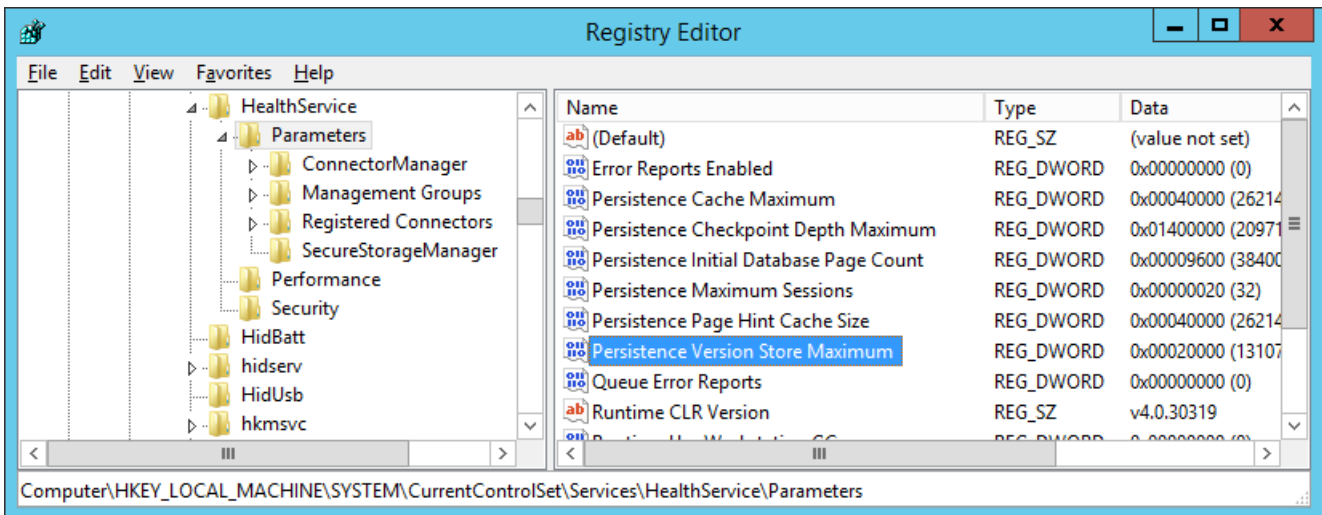 Registry Editor
File Edit View Favorites Help
HealthService
Parameters
ConnectorManager
Management Groups
Registered Connectors
SecureStorageManager
Performance
Security
HidBatt
hidserv
HidUsb
hkmsvc
Name Type Data
(Default) REG_SZ (value not set)
Error Reports Enabled REG_DWORD 0x00000000 (0)
Persistence Cache Maximum REG_DWORD 0x00040000 (26214
Persistence Checkpoint Depth Maximum REG_DWORD 0x01400000 (20971
Persistence Initial Database Page Count REG_DWORD 0x00009600 (38400
Persistence Maximum Sessions REG_DWORD 0x00000020 (32)
Persistence Page Hint Cache Size REG_DWORD 0x00040000 (26214
Persistence Version Store Maximum REG_DWORD 0x00020000 (13107
Queue Error Reports REG_DWORD 0x00000000 (0)
Runtime CLR Version REG_SZ v4.0.30319
Computer\HKEY_LOCAL_MACHINE\SYSTEM\CurrentControlSet\Services\HealthService\Parameters